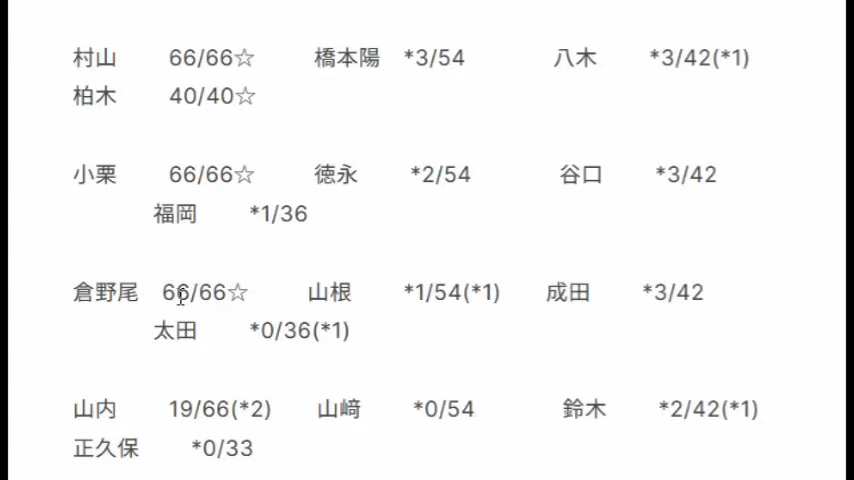 村山 66/66☆ 橋本陽 *3/54 八木 *3/42(*1)
柏木 40/40☆
小栗 66/66☆ 徳永 *2/54 谷口 *3/42
福岡 *1/36
倉野尾 66/66☆ 山根 *1/54(*1) 成田 *3/42
太田 *0/36(*1)
山内 19/66(*2) 山﨑 *0/54 鈴木 *2/42(*1)
正久保 *0/33